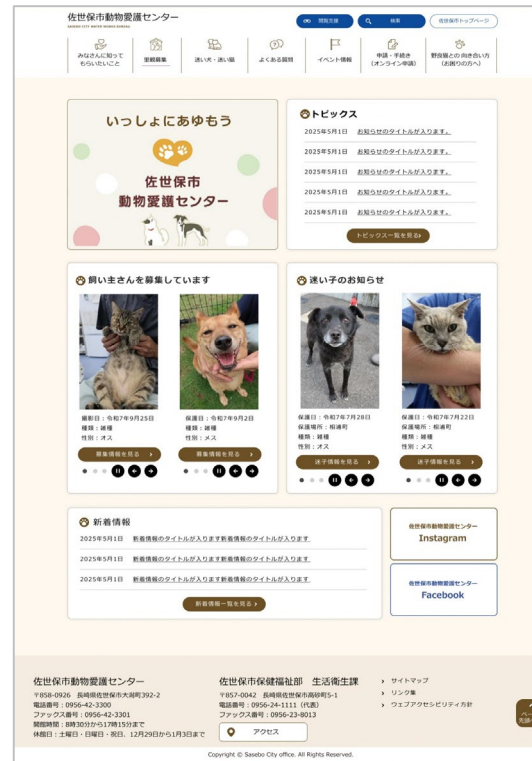 佐世保市動物愛護センター
閲覧支援
検索
佐世保市トップページ
みなさんに知って
もらいたいこと
里親募集
迷い犬・迷い猫
よくある質問
イベント情報
申請・手続き
(オンライン申請)
野良猫との向き合い方
(お困りの方へ)
いっしょにあゆもう
佐世保市
動物愛護センター
トピックス
2025年5月1日 お知らせのタイトルが入ります。
2025年5月1日 お知らせのタイトルが入ります。
2025年5月1日 お知らせのタイトルが入ります。
2025年5月1日 お知らせのタイトルが入ります。
2025年5月1日 お知らせのタイトルが入ります。
トピックス一覧を見る
飼い主さんを募集しています
撮影日：令和7年9月25日
種類：雑種
性別：オス
募集情報を見る
保護日：令和7年9月2日
種類：雑種
性別：メス
募集情報を見る
迷い子のお知らせ
保護日：令和7年7月28日
保護場所：相浦町
種類：雑種
性別：オス
迷子情報を見る
保護日：令和7年7月22日
保護場所：相浦町
種類：雑種
性別：メス
迷子情報を見る
新着情報
2025年5月1日 新着情報のタイトルが入ります新着情報のタイトルが入ります
2025年5月1日 新着情報のタイトルが入ります新着情報のタイトルが入ります
2025年5月1日 新着情報のタイトルが入ります新着情報のタイトルが入ります
新着情報一覧を見る
佐世保市動物愛護センター
Instagram
佐世保市動物愛護センター
Facebook
佐世保市動物愛護センター
〒858-0926 長崎県佐世保市大潟町392-2
電話番号：0956-42-3300
ファックス番号：0956-42-3301
開館時間：8時30分から17時15分まで
休館日：土曜日・日曜日・祝日、12月29日から1月3日まで
佐世保市保健福祉部 生活衛生課
〒857-0042 長崎県佐世保市高砂町5-1
電話番号：0956-24-1111（代表）
ファックス番号：0956-23-8013
アクセス
サイトマップ
リンク集
ウェブアクセシビリティ方針
Copyright © Sasebo City office. All Rights Reserved.